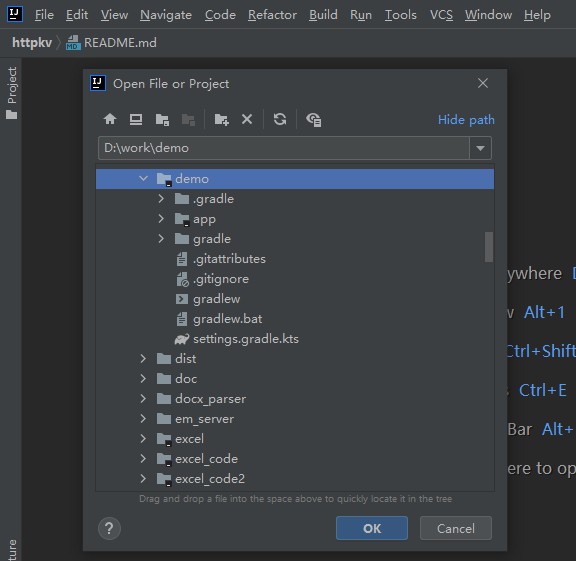 IJ File Edit View Navigate Code Refactor Build Run Tools VCS Window Help
httpkv README.md
Project
IJ Open File or Project
Hide path
D:\work\demo
demo
.gradle
app
gradle
.gitattributes
.gitignore
gradlew
gradlew.bat
settings.gradle.kts
dist
doc
docx_parser
em_server
excel
excel_code
excel_code2
Drag and drop a file into the space above to quickly locate it in the tree
? OK Cancel
ywhere D
w Alt+1
Ctrl+Shift
s Ctrl+E
Bar Alt+
ere to op
ture